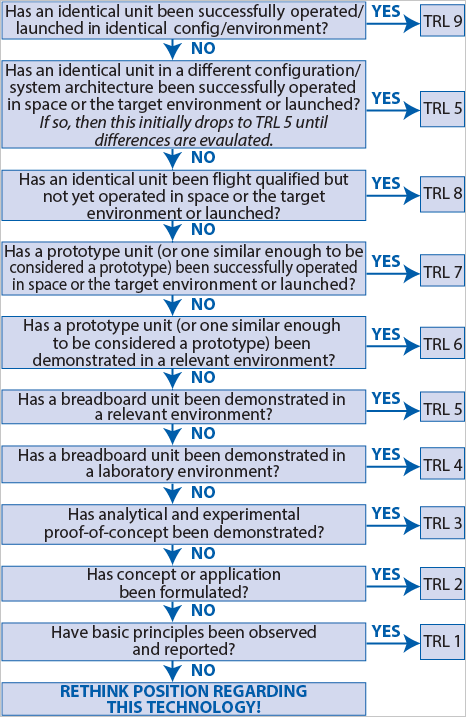 Has an identical unit been successfully operated/
launched in identical config/environment?
YES
TRL 9
NO
Has an identical unit in a different configuration/
system architecture been successfully operated
in space or the target environment or launched?
If so, then this initially drops to TRL 5 until
differences are evaulated.
YES
TRL 5
NO
Has an identical unit been flight qualified but
not yet operated in space or the target
environment or launched?
YES
TRL 8
NO
Has a prototype unit (or one similar enough to be
considered a prototype) been successfully operated
in space or the target environment or launched?
YES
TRL 7
NO
Has a prototype unit (or one similar enough
to be considered a prototype) been
demonstrated in a relevant environment?
YES
TRL 6
NO
Has a breadboard unit been demonstrated in
a relevant environment?
YES
TRL 5
NO
Has a breadboard unit been demonstrated in
a laboratory environment?
YES
TRL 4
NO
Has analytical and experimental
proof-of-concept been demonstrated?
YES
TRL 3
NO
Has concept or application
been formulated?
YES
TRL 2
NO
Have basic principles been observed
and reported?
YES
TRL 1
NO
RETHINK POSITION REGARDING
THIS TECHNOLOGY!